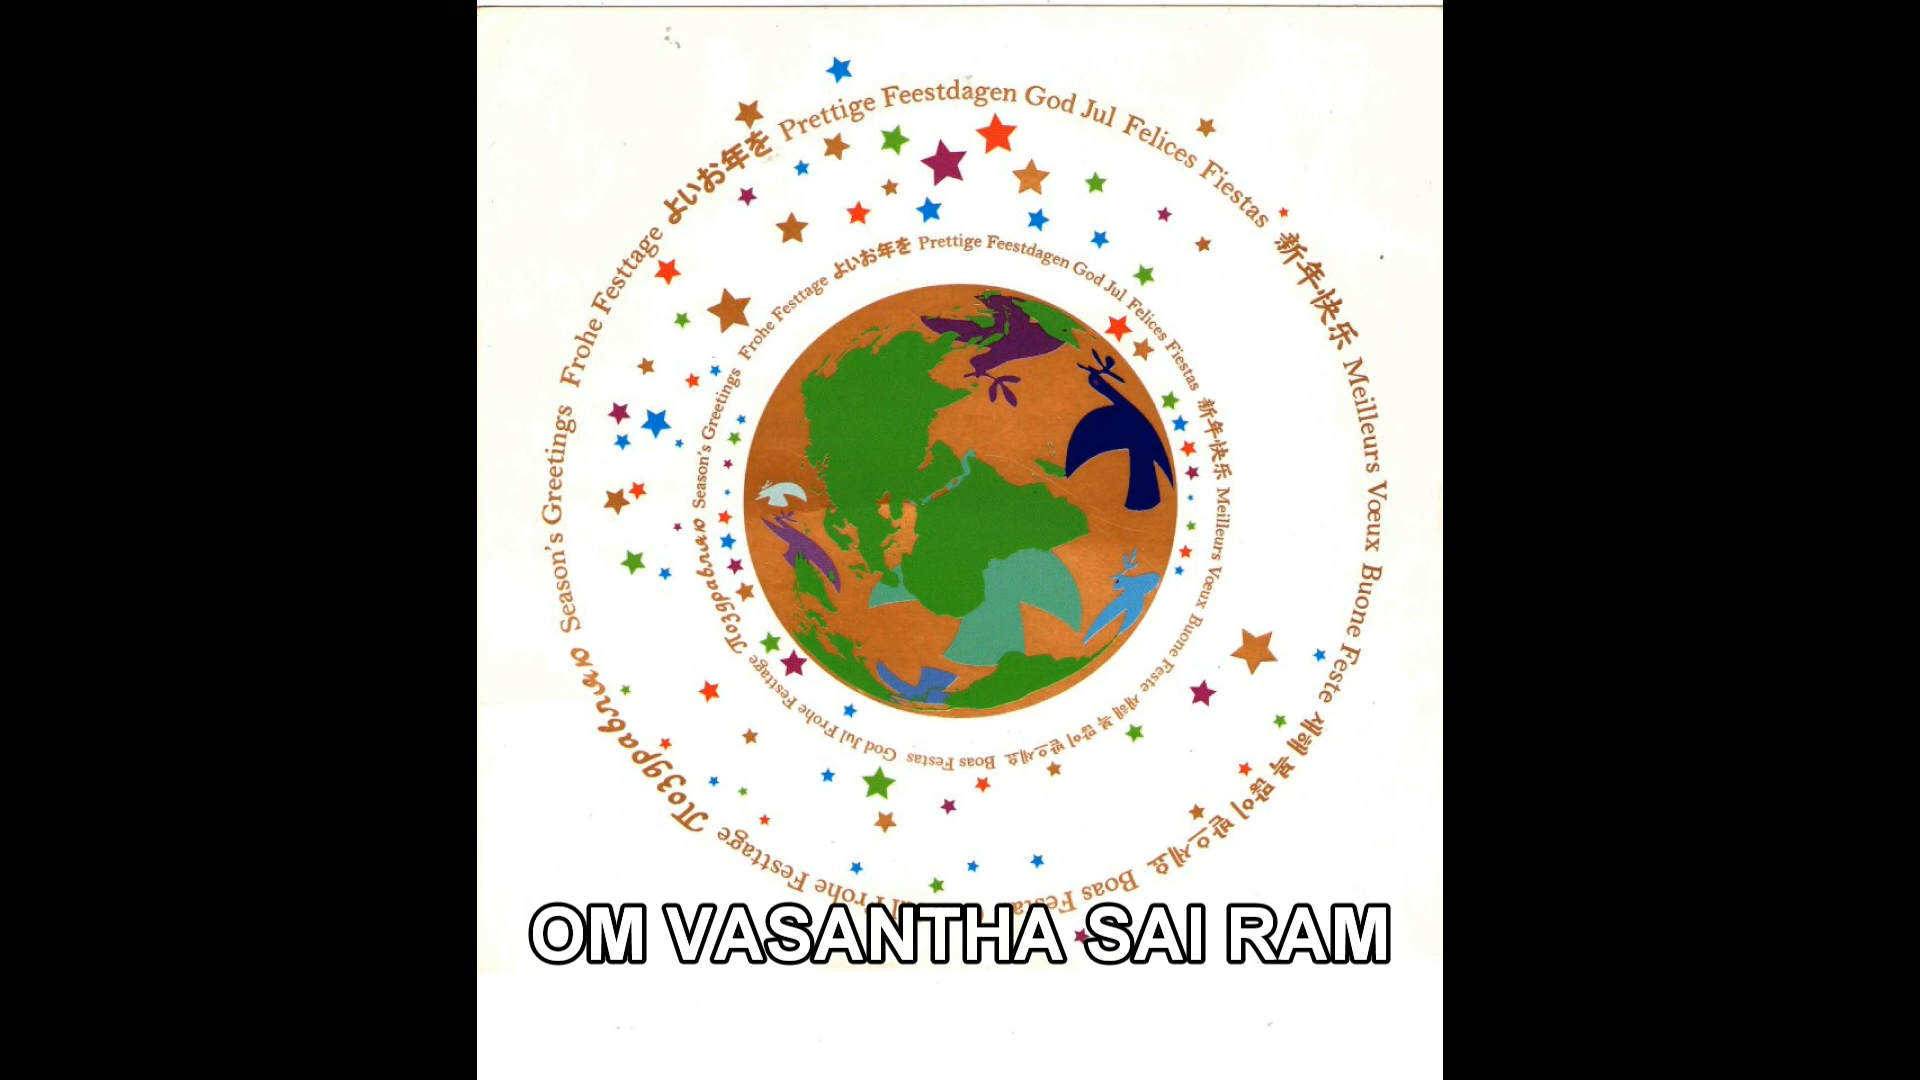 Season's Greetings Frohe Festtage よいお年を Prettige Feestdagen God Jul Felices Fiestas 新年快乐 Meilleurs Vœux Buone Feste 새해 복 많이 받으세요 Boas Festas Frohe Festtage Поздравляю
Season's Greetings Frohe Festtage よいお年を Prettige Feestdagen God Jul Felices Fiestas 新年快乐 Meilleurs Vœux Buone Feste 새해 복 많이 받으세요 Boas Festas God Jul Frohe Festtage Поздравляю
OM VASANTHA SAI RAM